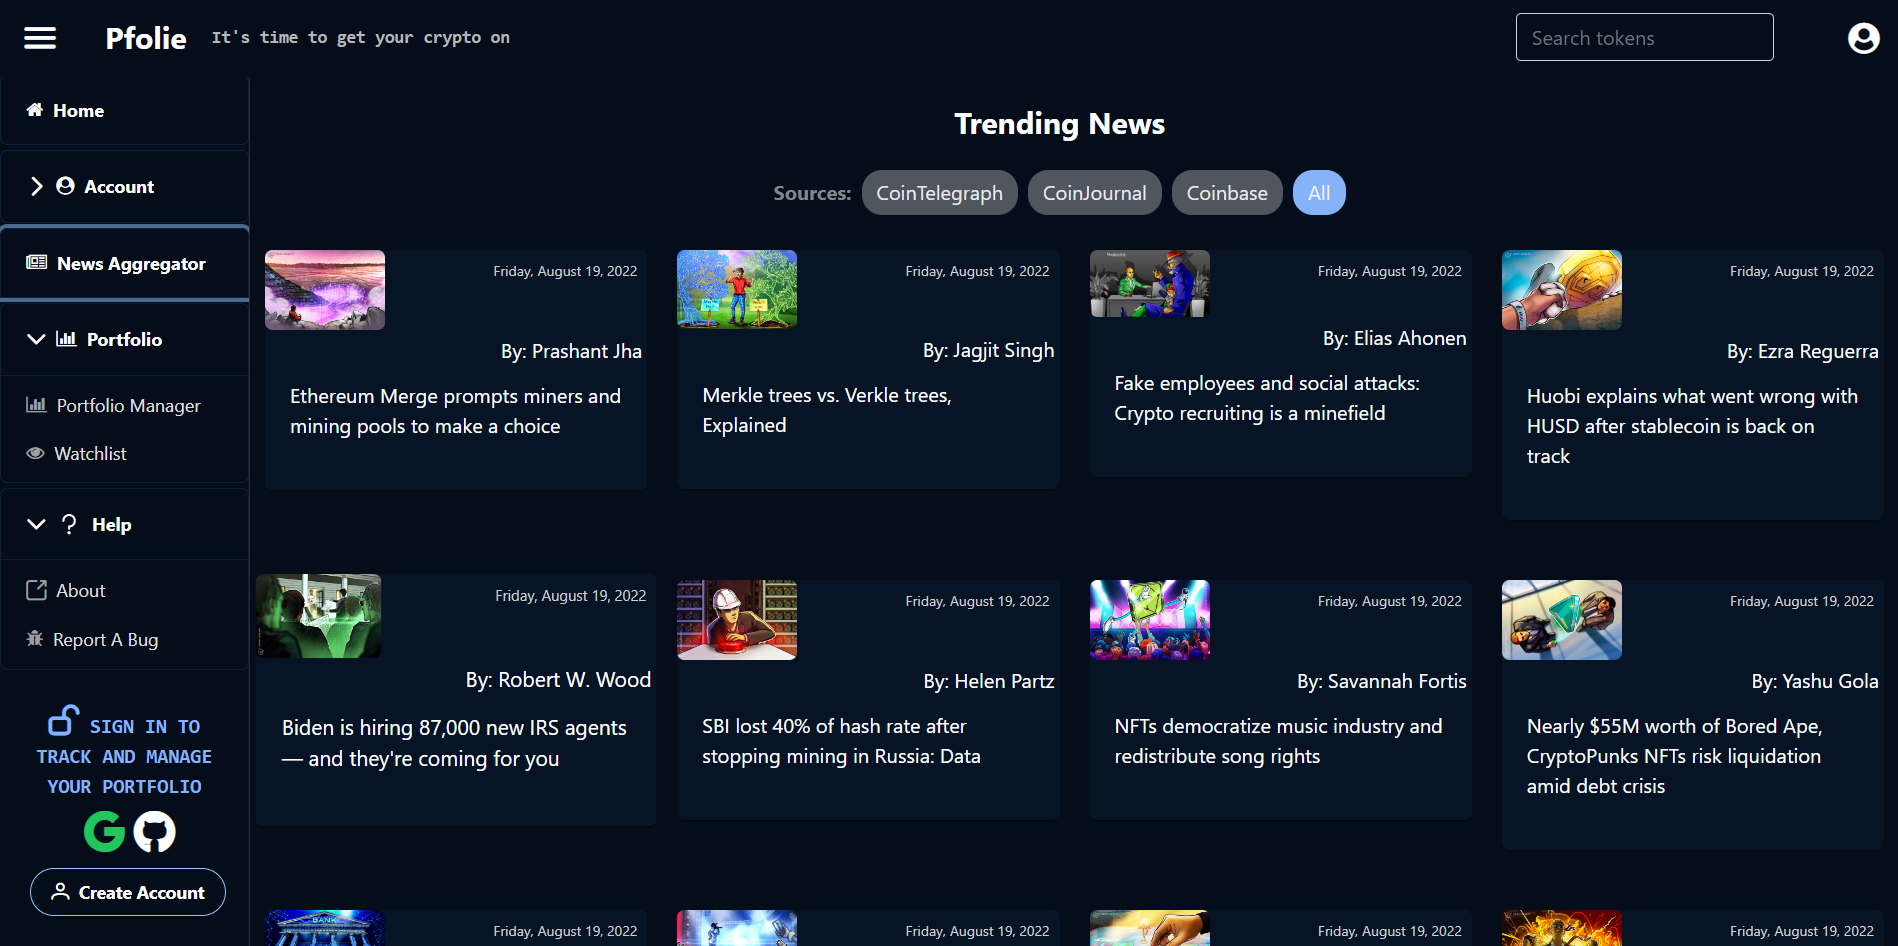 Pfolie
It's time to get your crypto on
Search tokens
Home
Account
News Aggregator
Portfolio
Portfolio Manager
Watchlist
Help
About
Report A Bug
SIGN IN TO
TRACK AND MANAGE
YOUR PORTFOLIO
Create Account
Trending News
Sources: CoinTelegraph CoinJournal Coinbase All
Friday, August 19, 2022
By: Prashant Jha
Ethereum Merge prompts miners and
mining pools to make a choice
Friday, August 19, 2022
By: Jagjit Singh
Merkle trees vs. Verkle trees,
Explained
Friday, August 19, 2022
By: Elias Ahonen
Fake employees and social attacks:
Crypto recruiting is a minefield
Friday, August 19, 2022
By: Ezra Reguerra
Huobi explains what went wrong with
HUSD after stablecoin is back on
track
Friday, August 19, 2022
By: Robert W. Wood
Biden is hiring 87,000 new IRS agents
— and they're coming for you
Friday, August 19, 2022
By: Helen Partz
SBI lost 40% of hash rate after
stopping mining in Russia: Data
Friday, August 19, 2022
By: Savannah Fortis
NFTs democratize music industry and
redistribute song rights
Friday, August 19, 2022
By: Yashu Gola
Nearly $55M worth of Bored Ape,
CryptoPunks NFTs risk liquidation
amid debt crisis
BANK
Friday, August 19, 2022
Friday, August 19, 2022
Friday, August 19, 2022
Friday, August 19, 2022